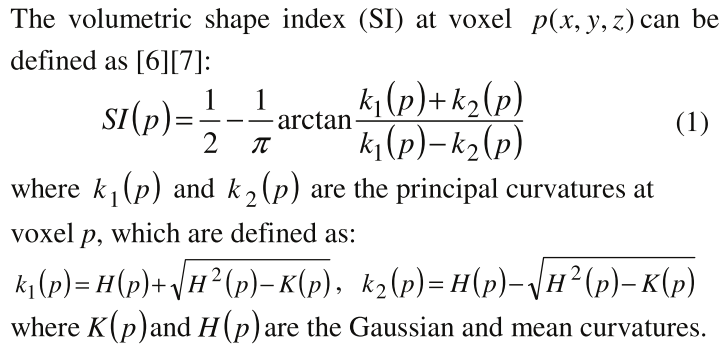 The volumetric shape index (SI) at voxel p(x, y, z) can be
defined as [6][7]:
SI(p) = 1/2 − 1/π arctan (k₁(p)+k₂(p))/(k₁(p)−k₂(p)) (1)
where k₁(p) and k₂(p) are the principal curvatures at
voxel p, which are defined as:
k₁(p) = H(p)+√(H²(p)−K(p)), k₂(p) = H(p)−√(H²(p)−K(p))
where K(p) and H(p) are the Gaussian and mean curvatures.